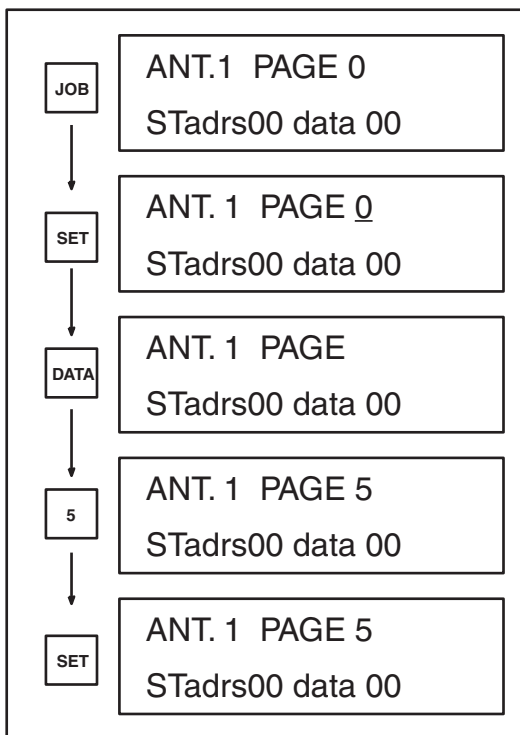 JOB
ANT.1 PAGE 0
STadrs00 data 00
SET
ANT. 1 PAGE 0
STadrs00 data 00
DATA
ANT. 1 PAGE
STadrs00 data 00
5
ANT. 1 PAGE 5
STadrs00 data 00
SET
ANT. 1 PAGE 5
STadrs00 data 00